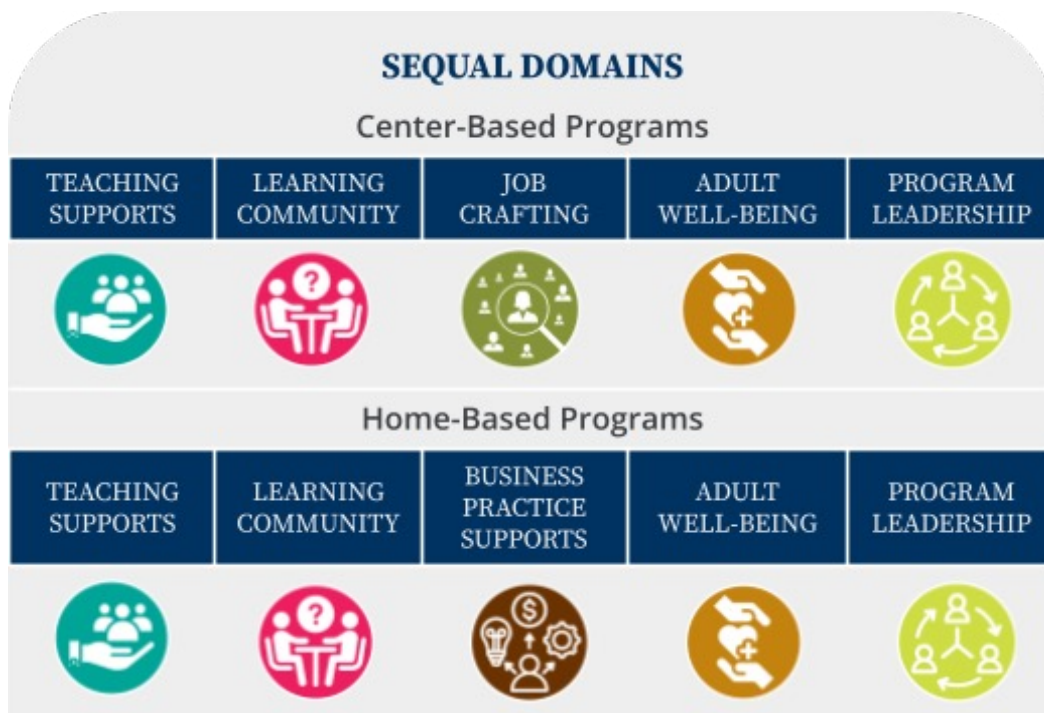 SEQUAL DOMAINS
Center-Based Programs
TEACHING
SUPPORTS
LEARNING
COMMUNITY
JOB
CRAFTING
ADULT
WELL-BEING
PROGRAM
LEADERSHIP
?
Home-Based Programs
TEACHING
SUPPORTS
LEARNING
COMMUNITY
BUSINESS
PRACTICE
SUPPORTS
ADULT
WELL-BEING
PROGRAM
LEADERSHIP
?
$